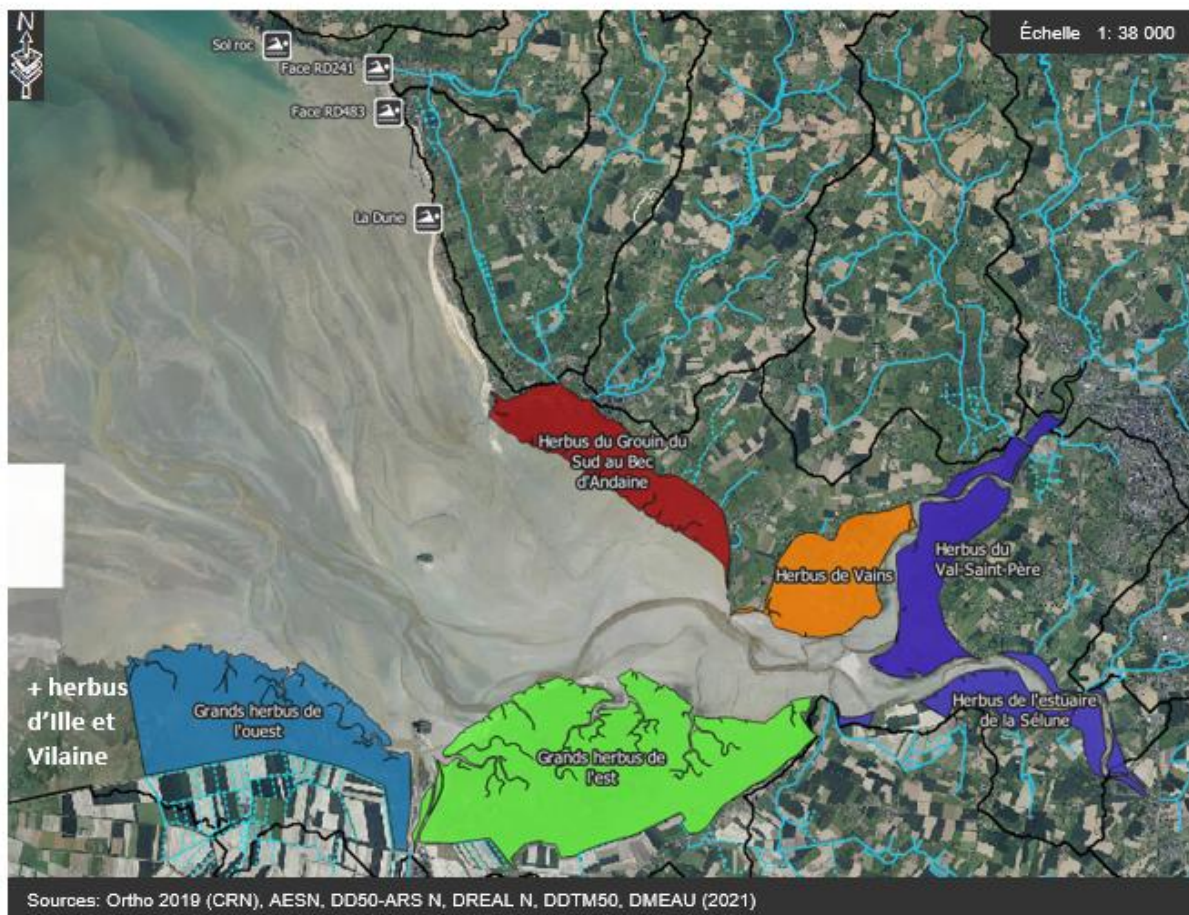 N
Échelle 1: 38 000
Sol roc
Face RD241
Face RD483
La Dune
Herbus du Grouin du
Sud au Bec
d'Andaine
Herbus du
Val-Saint-Père
Herbus de Vains
+ herbus
d'Ille et
Vilaine
Grands herbus de
l'ouest
Grands herbus de
l'est
Herbus de l'estuaire
de la Sélune
Sources: Ortho 2019 (CRN), AESN, DD50-ARS N, DREAL N, DDTM50, DMEAU (2021)